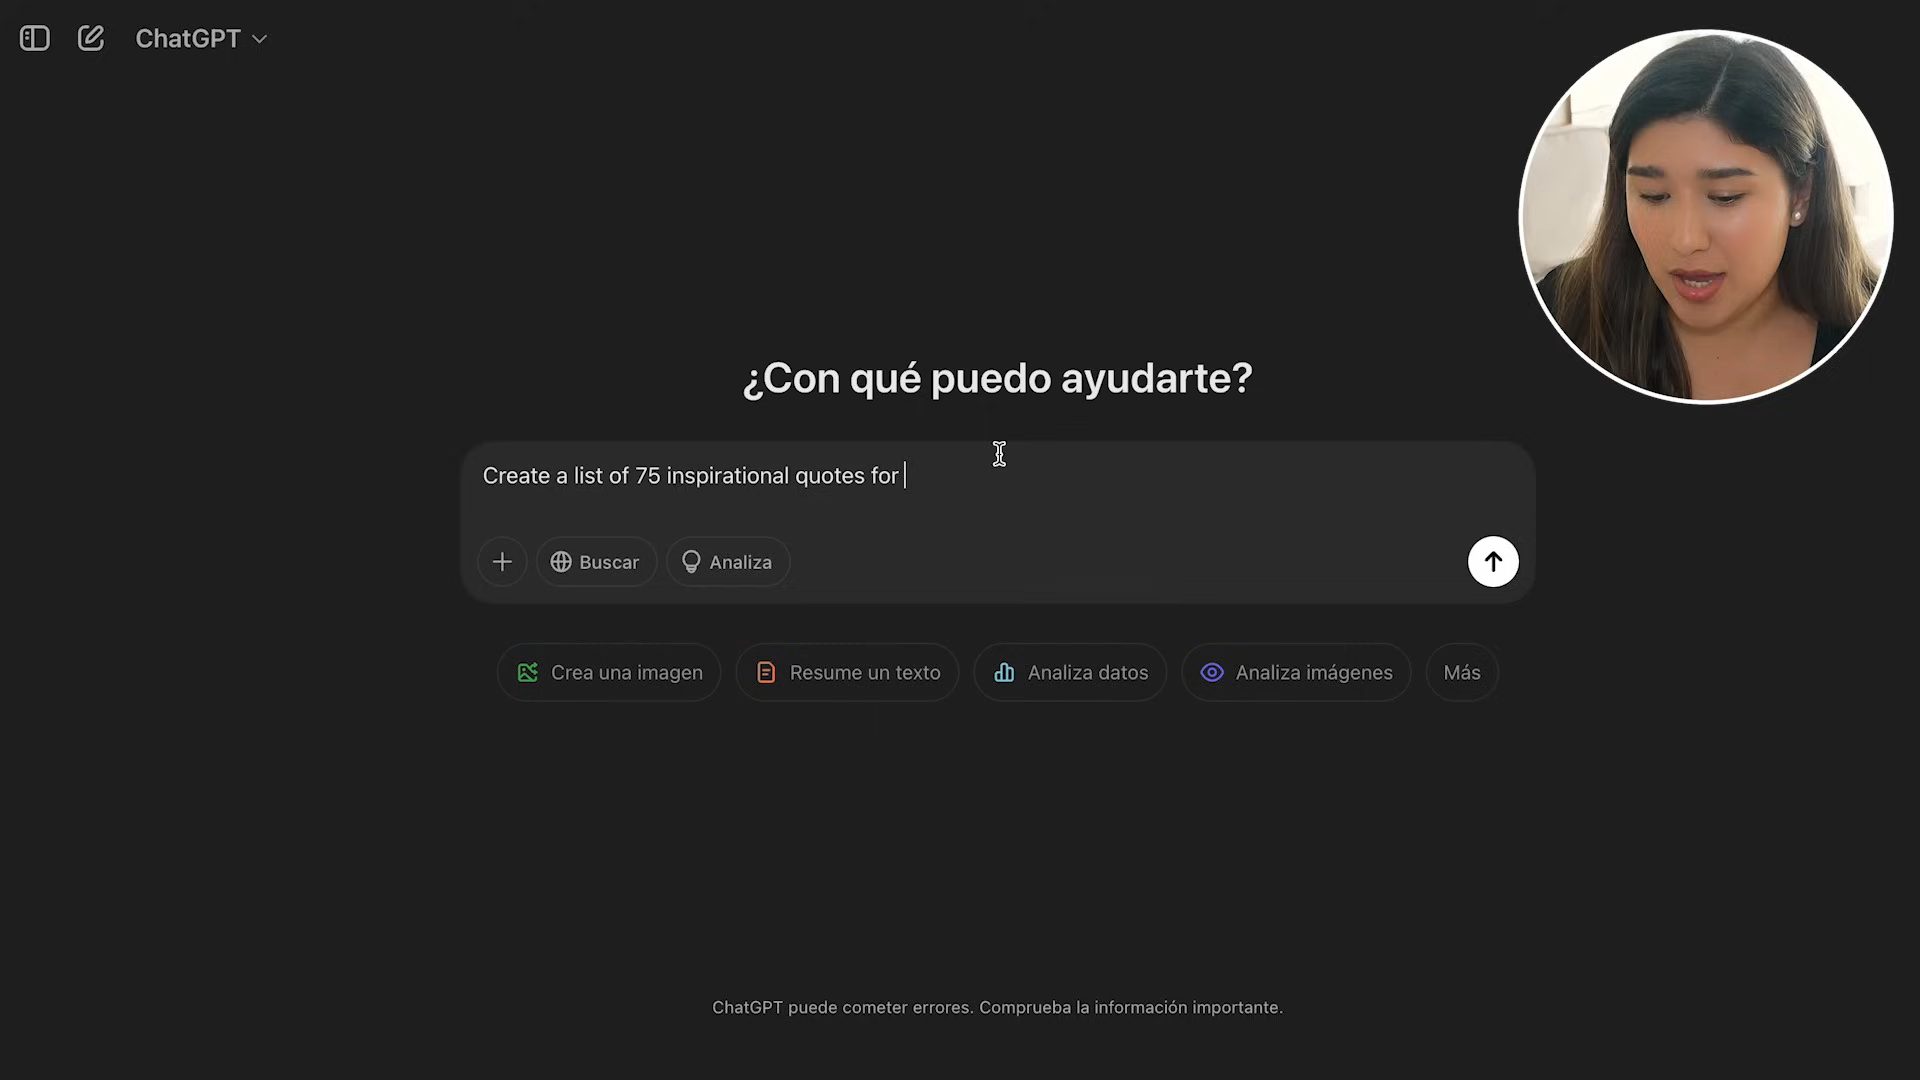 ChatGPT
¿Con qué puedo ayudarte?
Create a list of 75 inspirational quotes for
Buscar
Analiza
Crea una imagen
Resume un texto
Analiza datos
Analiza imágenes
Más
ChatGPT puede cometer errores. Comprueba la información importante.